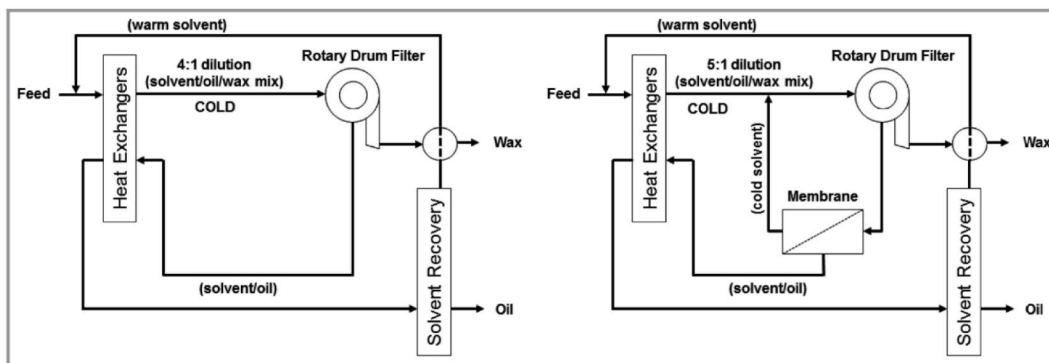 (warm solvent)
Feed
Heat Exchangers
4:1 dilution
(solvent/oil/wax mix)
COLD
Rotary Drum Filter
Wax
Solvent Recovery
(solvent/oil)
Oil
(warm solvent)
Feed
Heat Exchangers
5:1 dilution
(solvent/oil/wax mix)
COLD
(cold solvent)
Rotary Drum Filter
Wax
Membrane
Solvent Recovery
(solvent/oil)
Oil